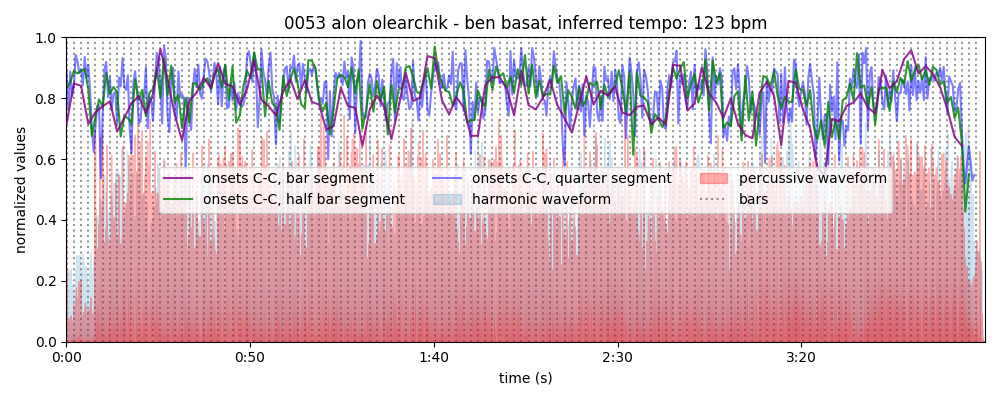 0053 alon olearchik - ben basat, inferred tempo: 123 bpm
normalized values
1.0
0.8
0.6
0.4
0.2
0.0
onsets C-C, bar segment
onsets C-C, half bar segment
onsets C-C, quarter segment
harmonic waveform
percussive waveform
bars
0:00
0:50
1:40
2:30
3:20
time (s)